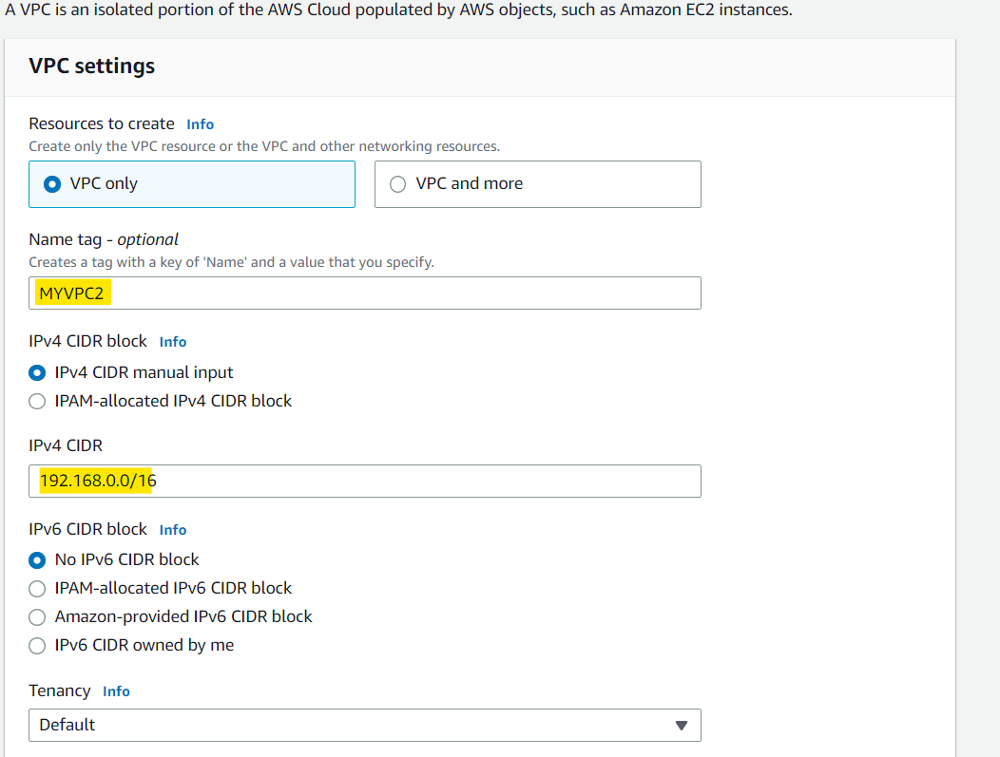 A VPC is an isolated portion of the AWS Cloud populated by AWS objects, such as Amazon EC2 instances.
VPC settings
Resources to create Info
Create only the VPC resource or the VPC and other networking resources.
VPC only VPC and more
Name tag - optional
Creates a tag with a key of 'Name' and a value that you specify.
MYVPC2
IPv4 CIDR block Info
IPv4 CIDR manual input
IPAM-allocated IPv4 CIDR block
IPv4 CIDR
192.168.0.0/16
IPv6 CIDR block Info
No IPv6 CIDR block
IPAM-allocated IPv6 CIDR block
Amazon-provided IPv6 CIDR block
IPv6 CIDR owned by me
Tenancy Info
Default